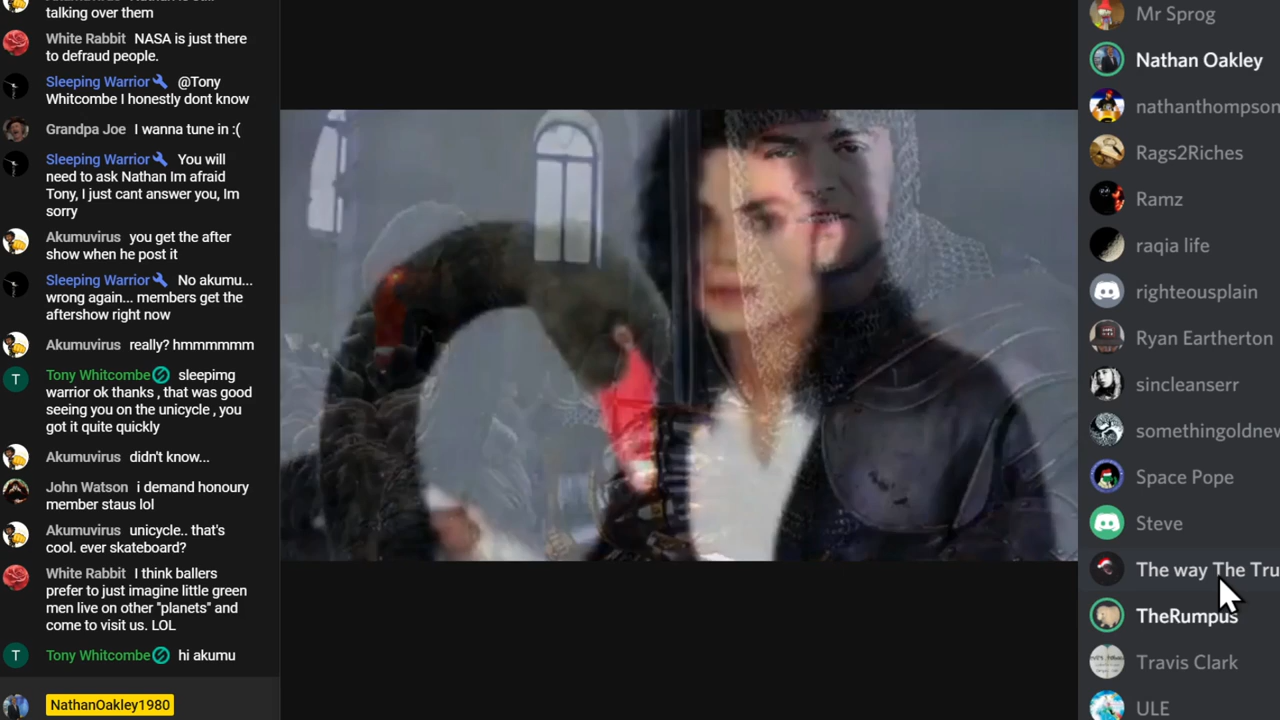 talking over them
White Rabbit NASA is just there
to defraud people.
Sleeping Warrior @Tony
Whitcombe I honestly dont know
Grandpa Joe I wanna tune in :(
Sleeping Warrior You will
need to ask Nathan Im afraid
Tony, I just cant answer you, Im
sorry
Akumuvirus you get the after
show when he post it
Sleeping Warrior No akumu...
wrong again... members get the
aftershow right now
Akumuvirus really? hmmmmmm
T Tony Whitcombe sleepimg
warrior ok thanks , that was good
seeing you on the unicycle , you
got it quite quickly
Akumuvirus didn't know...
John Watson i demand honoury
member staus lol
Akumuvirus unicycle.. that's
cool. ever skateboard?
White Rabbit I think ballers
prefer to just imagine little green
men live on other "planets" and
come to visit us. LOL
T Tony Whitcombe hi akumu
NathanOakley1980
Mr Sprog
Nathan Oakley
nathanthompson
Rags2Riches
Ramz
raqia life
righteousplain
Ryan Eartherton
sincleanserr
somethingoldnew
Space Pope
Steve
The way The Tru
TheRumpus
Travis Clark
ULE